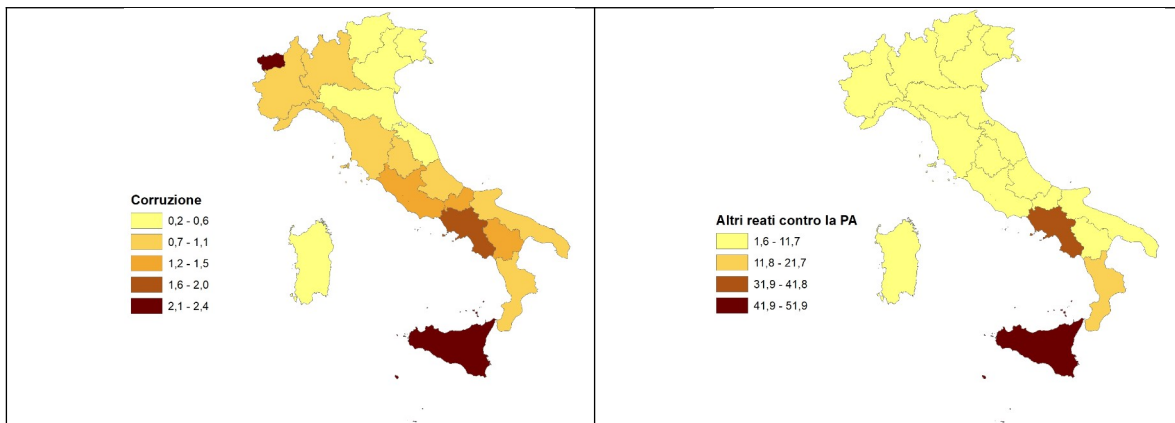 Corruzione
0,2 - 0,6
0,7 - 1,1
1,2 - 1,5
1,6 - 2,0
2,1 - 2,4
Altri reati contro la PA
1,6 - 11,7
11,8 - 21,7
31,9 - 41,8
41,9 - 51,9